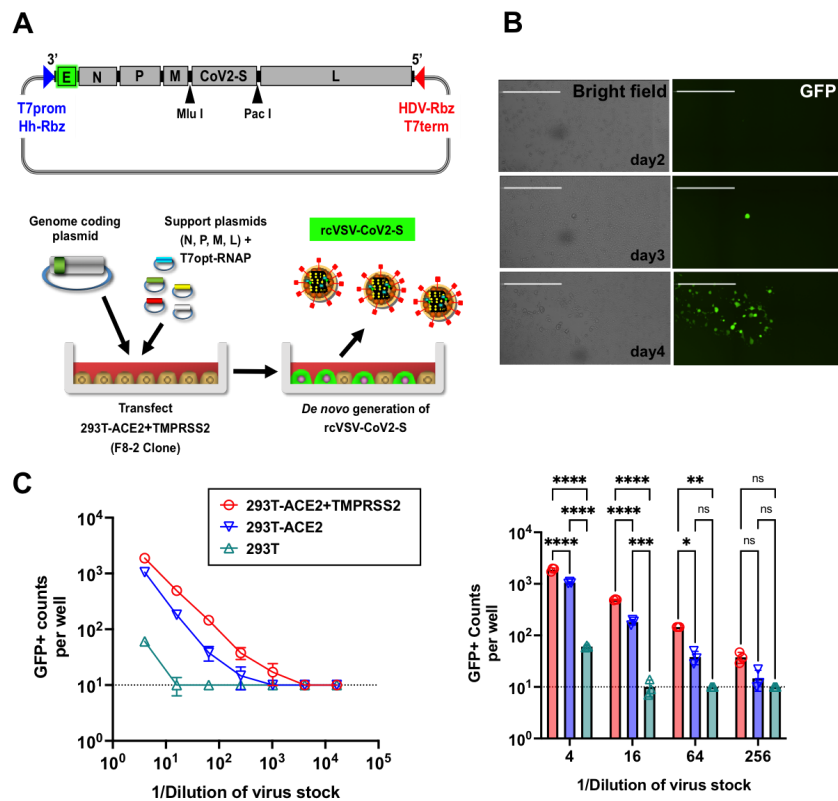 A
3’
5’
E N P M CoV2-S L
T7prom
Hh-Rbz
Mlu I
Pac I
HDV-Rbz
T7term
Genome coding
plasmid
Support plasmids
(N, P, M, L) +
T7opt-RNAP
rcVSV-CoV2-S
Transfect
293T-ACE2+TMPRSS2
(F8-2 Clone)
De novo generation of
rcVSV-CoV2-S
B
Bright field
GFP
day2
day3
day4
C
293T-ACE2+TMPRSS2
293T-ACE2
293T
GFP+ counts
per well
10^4
10^3
10^2
10^1
10^0
10^0 10^1 10^2 10^3 10^4 10^5
1/Dilution of virus stock
**** **** ** ns
**** **** ns ns
**** *** * ns
GFP+ Counts
per well
10^4
10^3
10^2
10^1
10^0
4 16 64 256
1/Dilution of virus stock